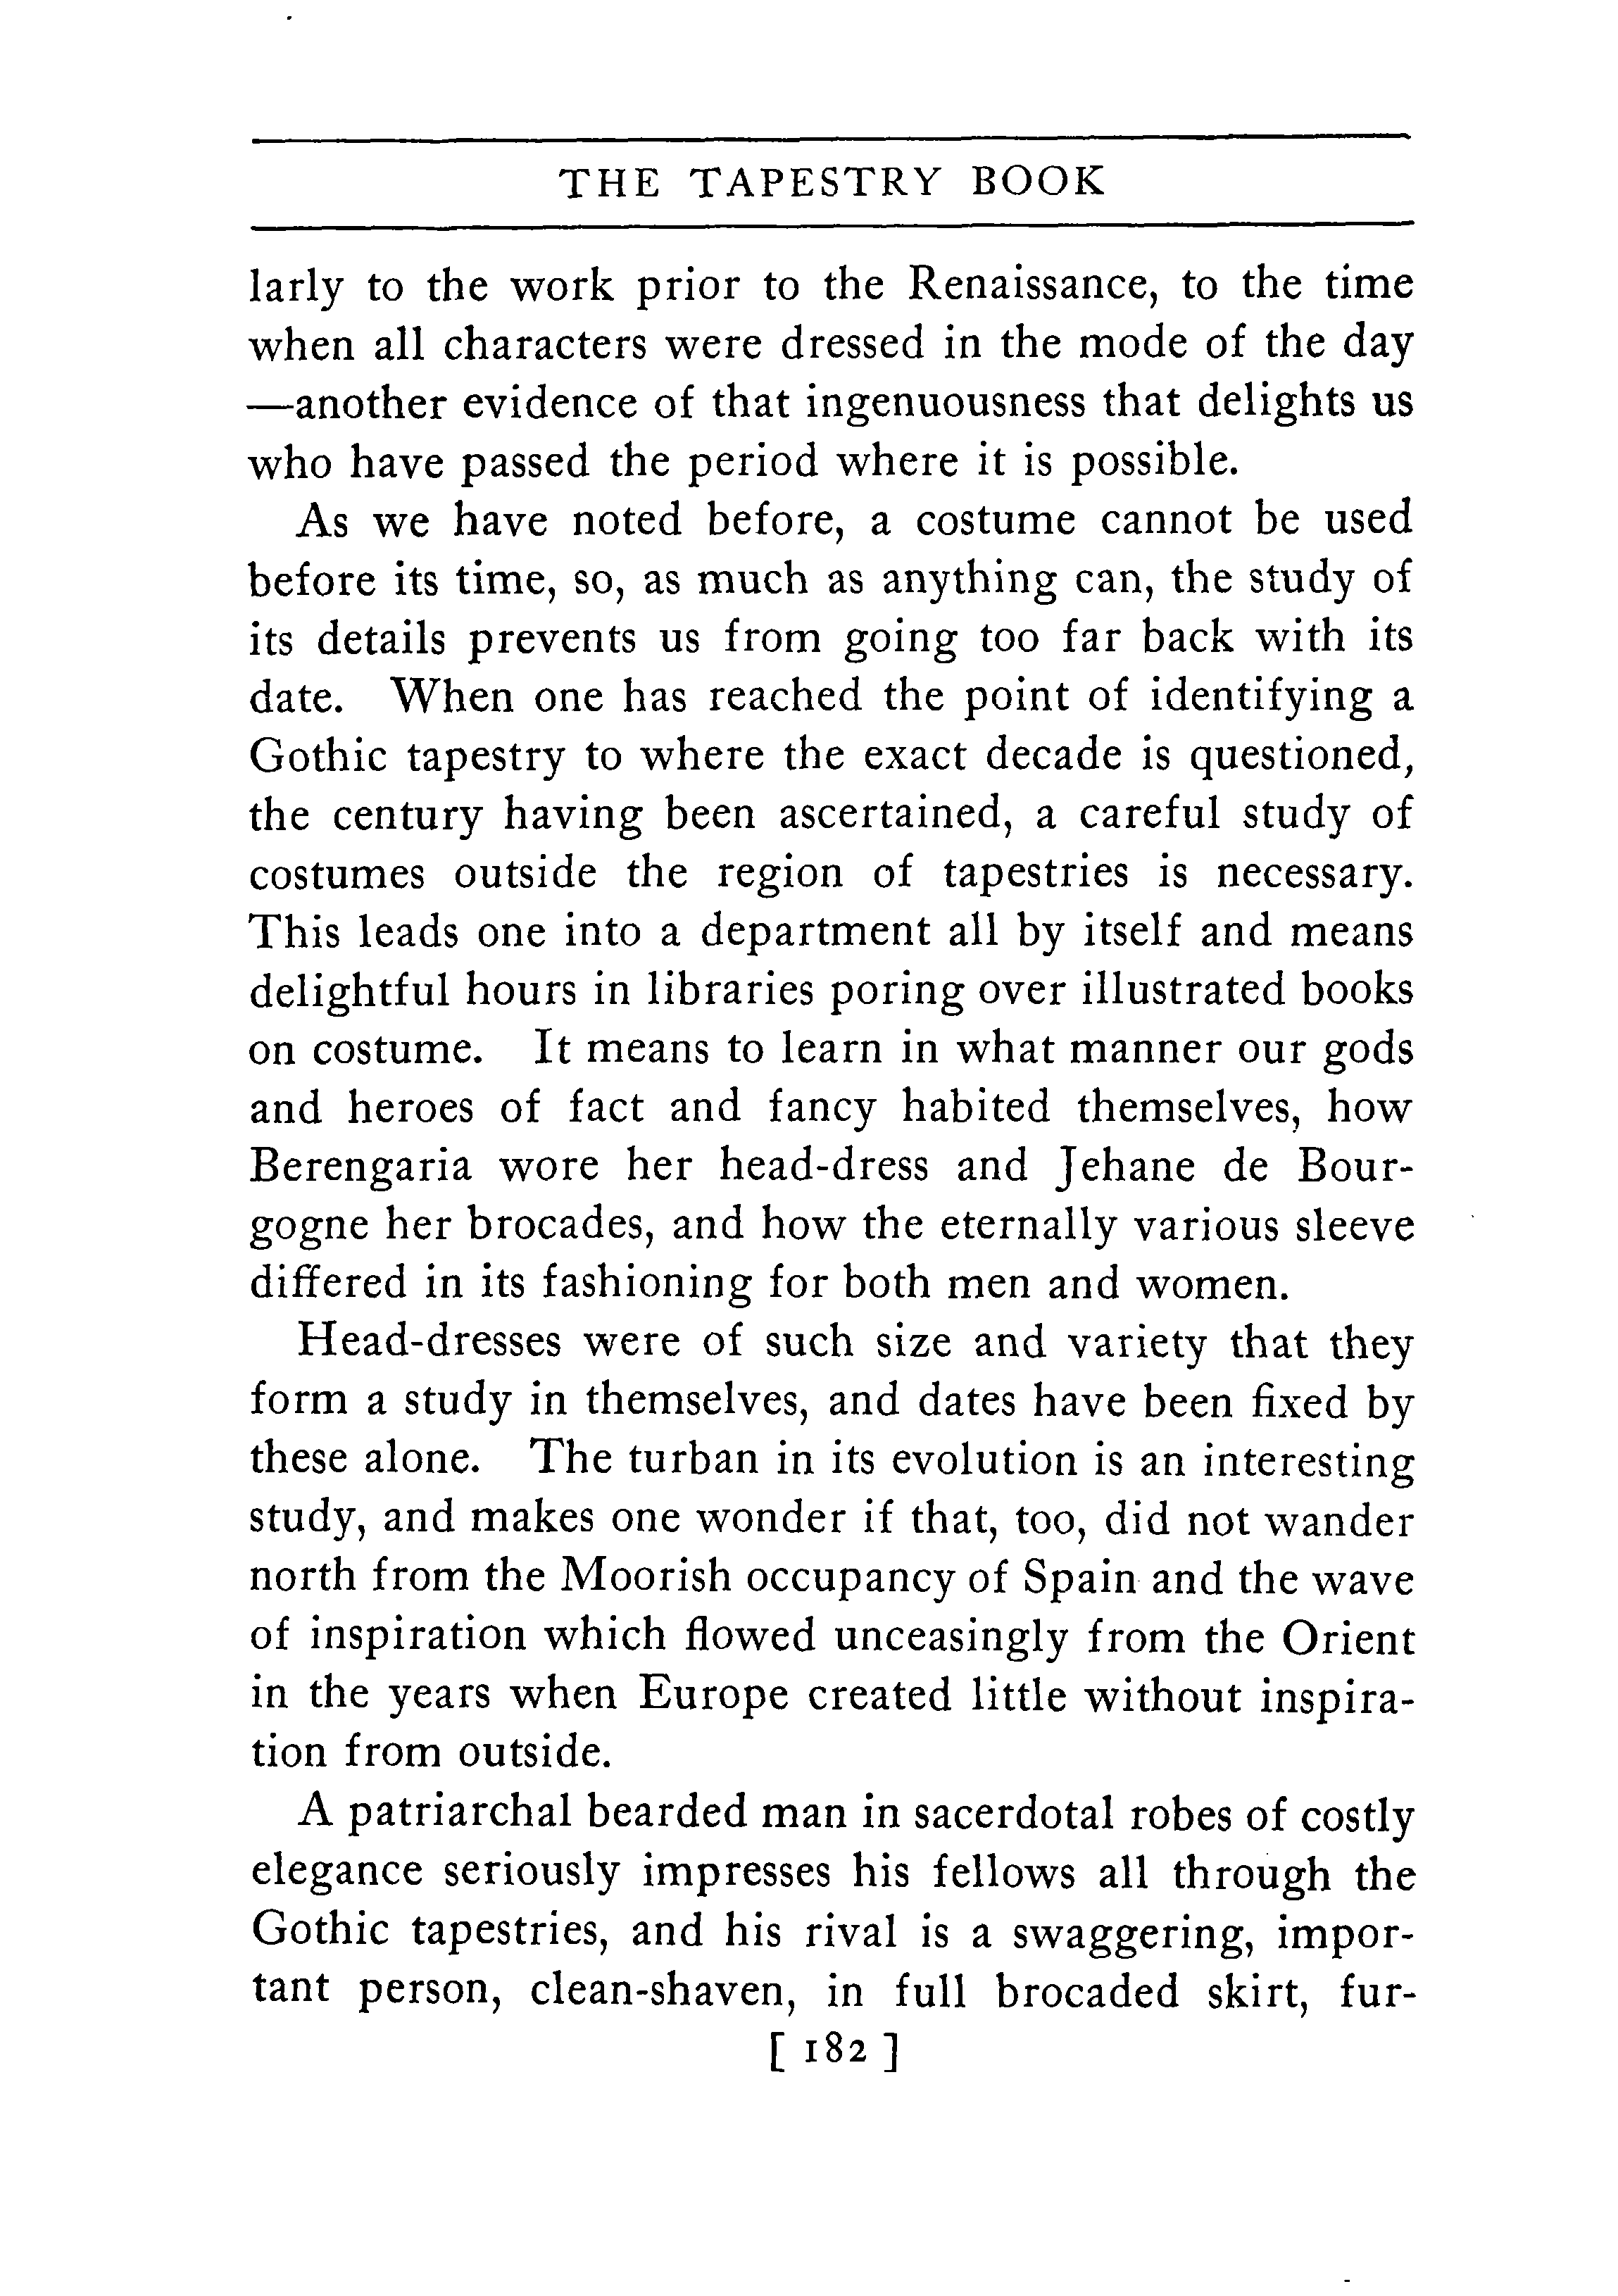 THE TAPESTRY BOOK
larly to the work prior to the Renaissance, to the time
when all characters were dressed in the mode of the day
—another evidence of that ingenuousness that delights us
who have passed the period where it is possible.
As we have noted before, a costume cannot be used
before its time, so, as much as anything can, the study of
its details prevents us from going too far back with its
date. When one has reached the point of identifying a
Gothic tapestry to where the exact decade is questioned,
the century having been ascertained, a careful study of
costumes outside the region of tapestries is necessary.
This leads one into a department all by itself and means
delightful hours in libraries poring over illustrated books
on costume. It means to learn in what manner our gods
and heroes of fact and fancy habited themselves, how
Berengaria wore her head-dress and Jehane de Bour-
gogne her brocades, and how the eternally various sleeve
differed in its fashioning for both men and women.
Head-dresses were of such size and variety that they
form a study in themselves, and dates have been fixed by
these alone. The turban in its evolution is an interesting
study, and makes one wonder if that, too, did not wander
north from the Moorish occupancy of Spain and the wave
of inspiration which flowed unceasingly from the Orient
in the years when Europe created little without inspira-
tion from outside.
A patriarchal bearded man in sacerdotal robes of costly
elegance seriously impresses his fellows all through the
Gothic tapestries, and his rival is a swaggering, impor-
tant person, clean-shaven, in full brocaded skirt, fur-
[ 182 ]